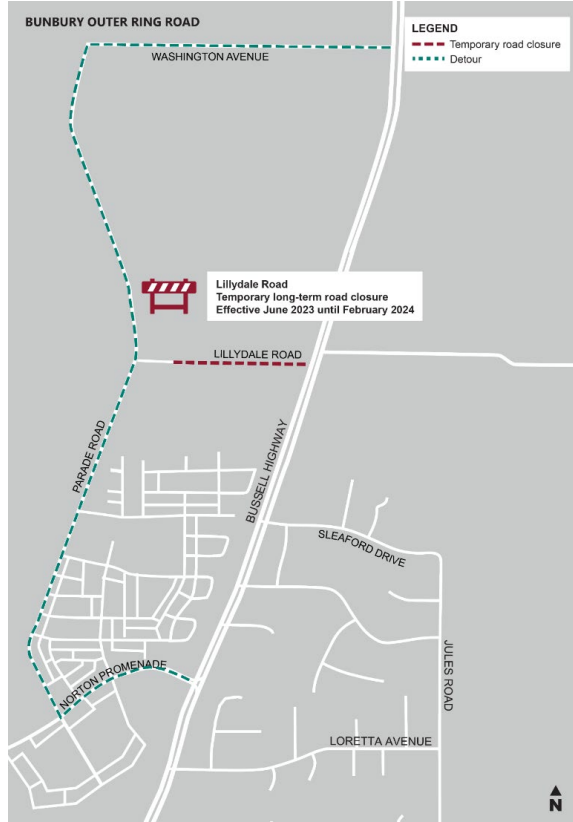 BUNBURY OUTER RING ROAD
LEGEND
Temporary road closure
Detour
WASHINGTON AVENUE
Lillydale Road
Temporary long-term road closure
Effective June 2023 until February 2024
LILLYDALE ROAD
PARADE ROAD
BUSSELL HIGHWAY
SLEAFORD DRIVE
JULES ROAD
NORTON PROMENADE
LORETTA AVENUE
N